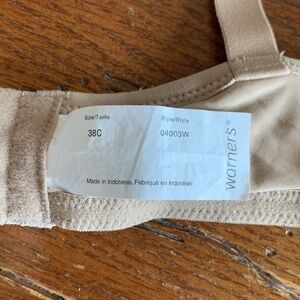 Size/Taille Style/Style
38C 04003W
Made in Indonesia. Fabriqué en Indonésie
warner's®